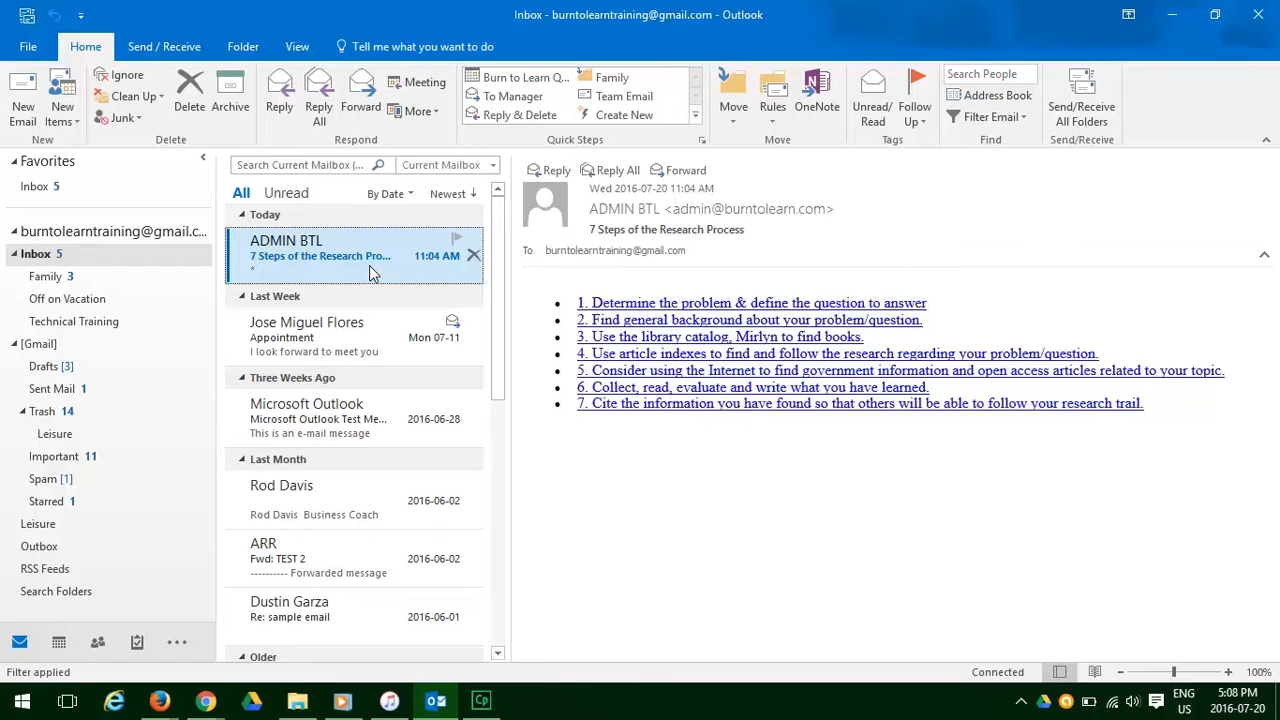 Inbox - burntolearntraining@gmail.com - Outlook
File Home Send / Receive Folder View Tell me what you want to do
New Email
New Items
Ignore
Clean Up
Junk
Delete
Archive
Reply
Reply All
Forward
Meeting
More
Burn to Learn Q...
To Manager
Reply & Delete
Family
Team Email
Create New
Move
Rules
OneNote
Unread/ Read
Follow Up
Search People
Address Book
Filter Email
Send/Receive All Folders
New Delete Respond Quick Steps Move Tags Find Send/Receive
Favorites
Inbox 5
burntolearntraining@gmail.c...
Inbox 5
Family 3
Off on Vacation
Technical Training
[Gmail]
Drafts [3]
Sent Mail 1
Trash 14
Leisure
Important 11
Spam [1]
Starred 1
Leisure
Outbox
RSS Feeds
Search Folders
Search Current Mailbox (... Current Mailbox
All Unread By Date Newest
Today
ADMIN BTL
7 Steps of the Research Pro... 11:04 AM
*
Last Week
Jose Miguel Flores
Appointment Mon 07-11
I look forward to meet you
Three Weeks Ago
Microsoft Outlook
Microsoft Outlook Test Me... 2016-06-28
This is an e-mail message
Last Month
Rod Davis
2016-06-02
Rod Davis Business Coach
ARR
Fwd: TEST 2 2016-06-02
---------- Forwarded message
Dustin Garza
Re: sample email 2016-06-01
Older
Reply Reply All Forward
Wed 2016-07-20 11:04 AM
ADMIN BTL <admin@burntolearn.com>
7 Steps of the Research Process
To burntolearntraining@gmail.com
• 1. Determine the problem & define the question to answer
• 2. Find general background about your problem/question.
• 3. Use the library catalog, Mirlyn to find books.
• 4. Use article indexes to find and follow the research regarding your problem/question.
• 5. Consider using the Internet to find government information and open access articles related to your topic.
• 6. Collect, read, evaluate and write what you have learned.
• 7. Cite the information you have found so that others will be able to follow your research trail.
Filter applied Connected 100%
Cp
ENG
US
5:08 PM
2016-07-20